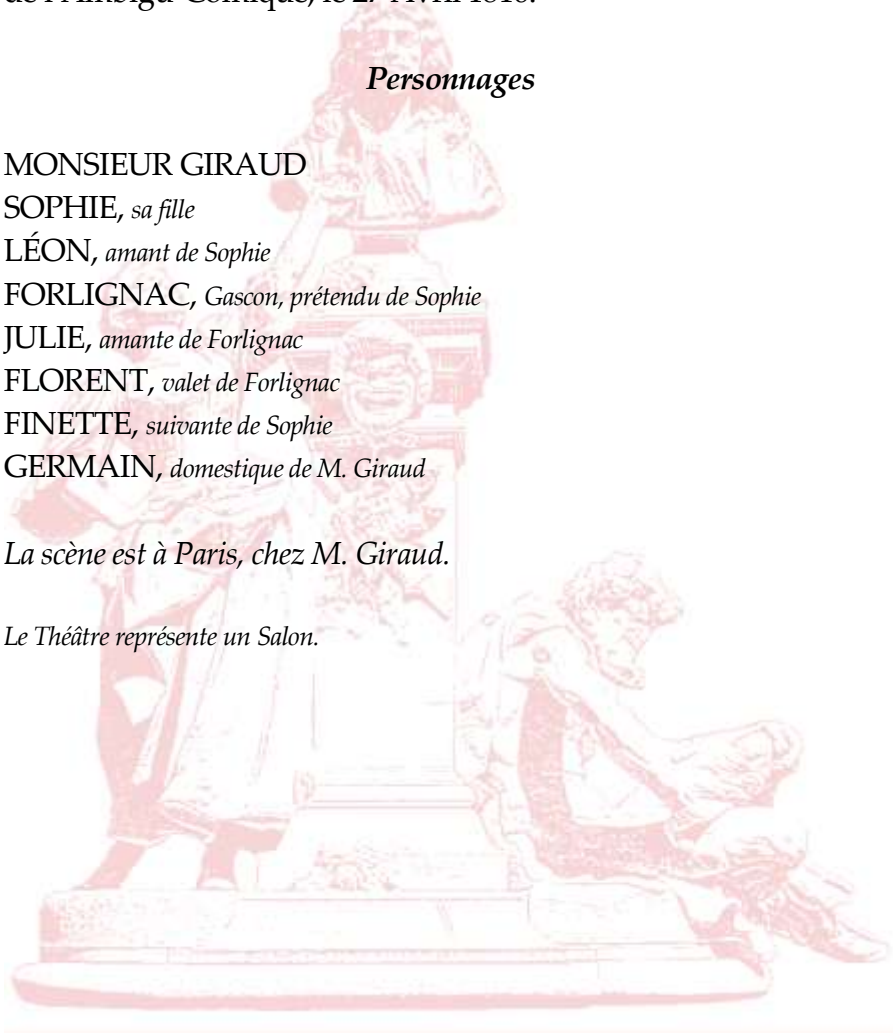 Personnages
MONSIEUR GIRAUD
SOPHIE, sa fille
LÉON, amant de Sophie
FORLIGNAC, Gascon, prétendu de Sophie
JULIE, amante de Forlignac
FLORENT, valet de Forlignac
FINETTE, suivante de Sophie
GERMAIN, domestique de M. Giraud
La scène est à Paris, chez M. Giraud.
Le Théâtre représente un Salon.